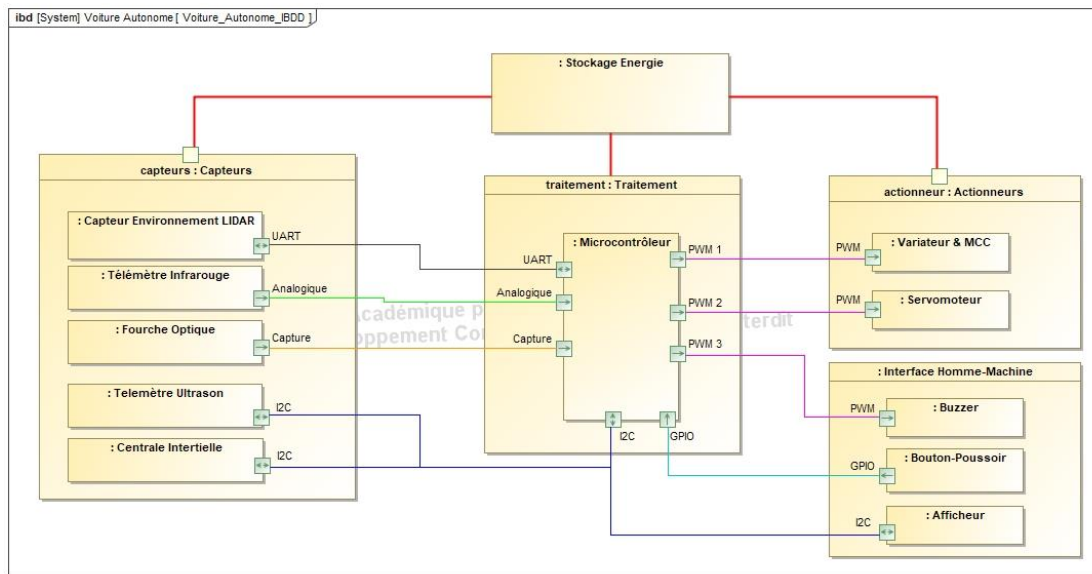 ibd [System] Voiture Autonome [ Voiture_Autonome_IBDD ]
: Stockage Energie
capteurs : Capteurs
: Capteur Environnement LIDAR
UART
: Télémètre Infrarouge
Analogique
: Fourche Optique
Capture
: Telemètre Ultrason
I2C
: Centrale Intertielle
I2C
traitement : Traitement
: Microcontrôleur
UART
Analogique
Capture
I2C
GPIO
PWM 1
PWM 2
PWM 3
actionneur : Actionneurs
PWM
: Variateur & MCC
PWM
: Servomoteur
: Interface Homme-Machine
PWM
: Buzzer
GPIO
: Bouton-Poussoir
I2C
: Afficheur